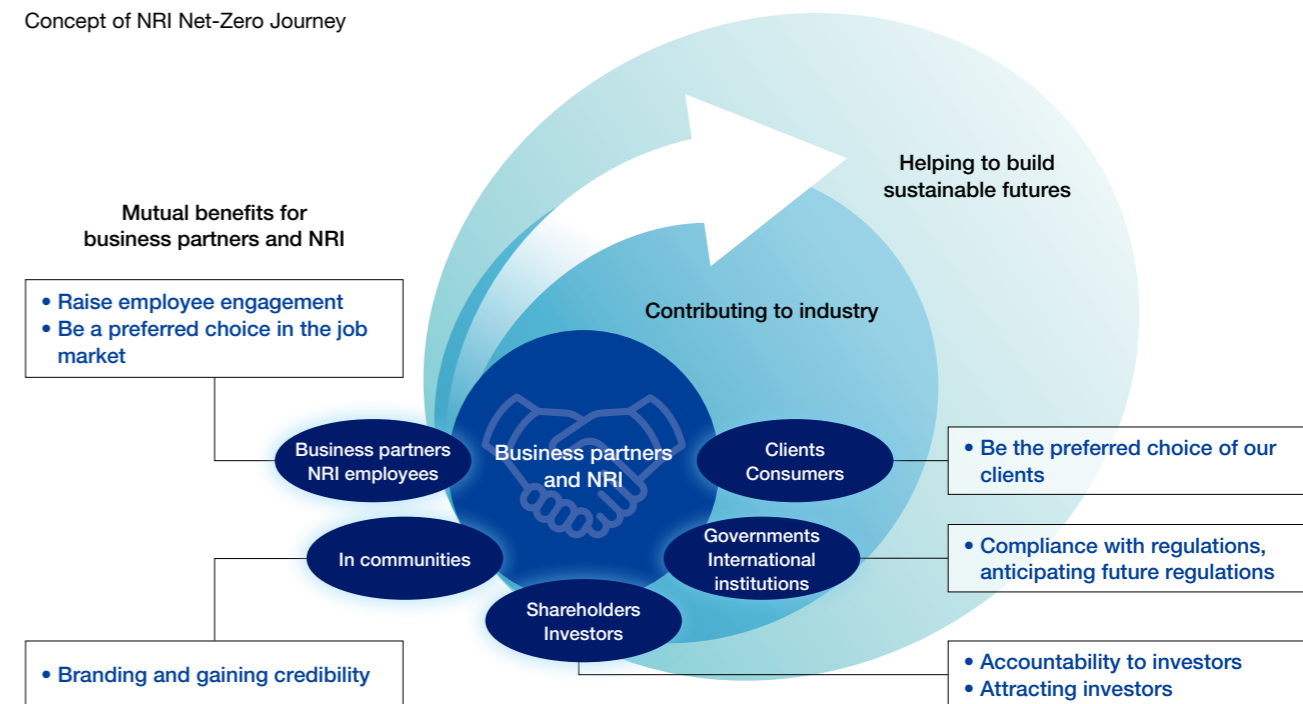 Concept of NRI Net-Zero Journey
Helping to build
sustainable futures
Mutual benefits for
business partners and NRI
• Raise employee engagement
• Be a preferred choice in the job
market
Contributing to industry
Business partners
NRI employees
Business partners
and NRI
Clients
Consumers
• Be the preferred choice of our
clients
In communities
Governments
International
institutions
• Compliance with regulations,
anticipating future regulations
Shareholders
Investors
• Branding and gaining credibility
• Accountability to investors
• Attracting investors